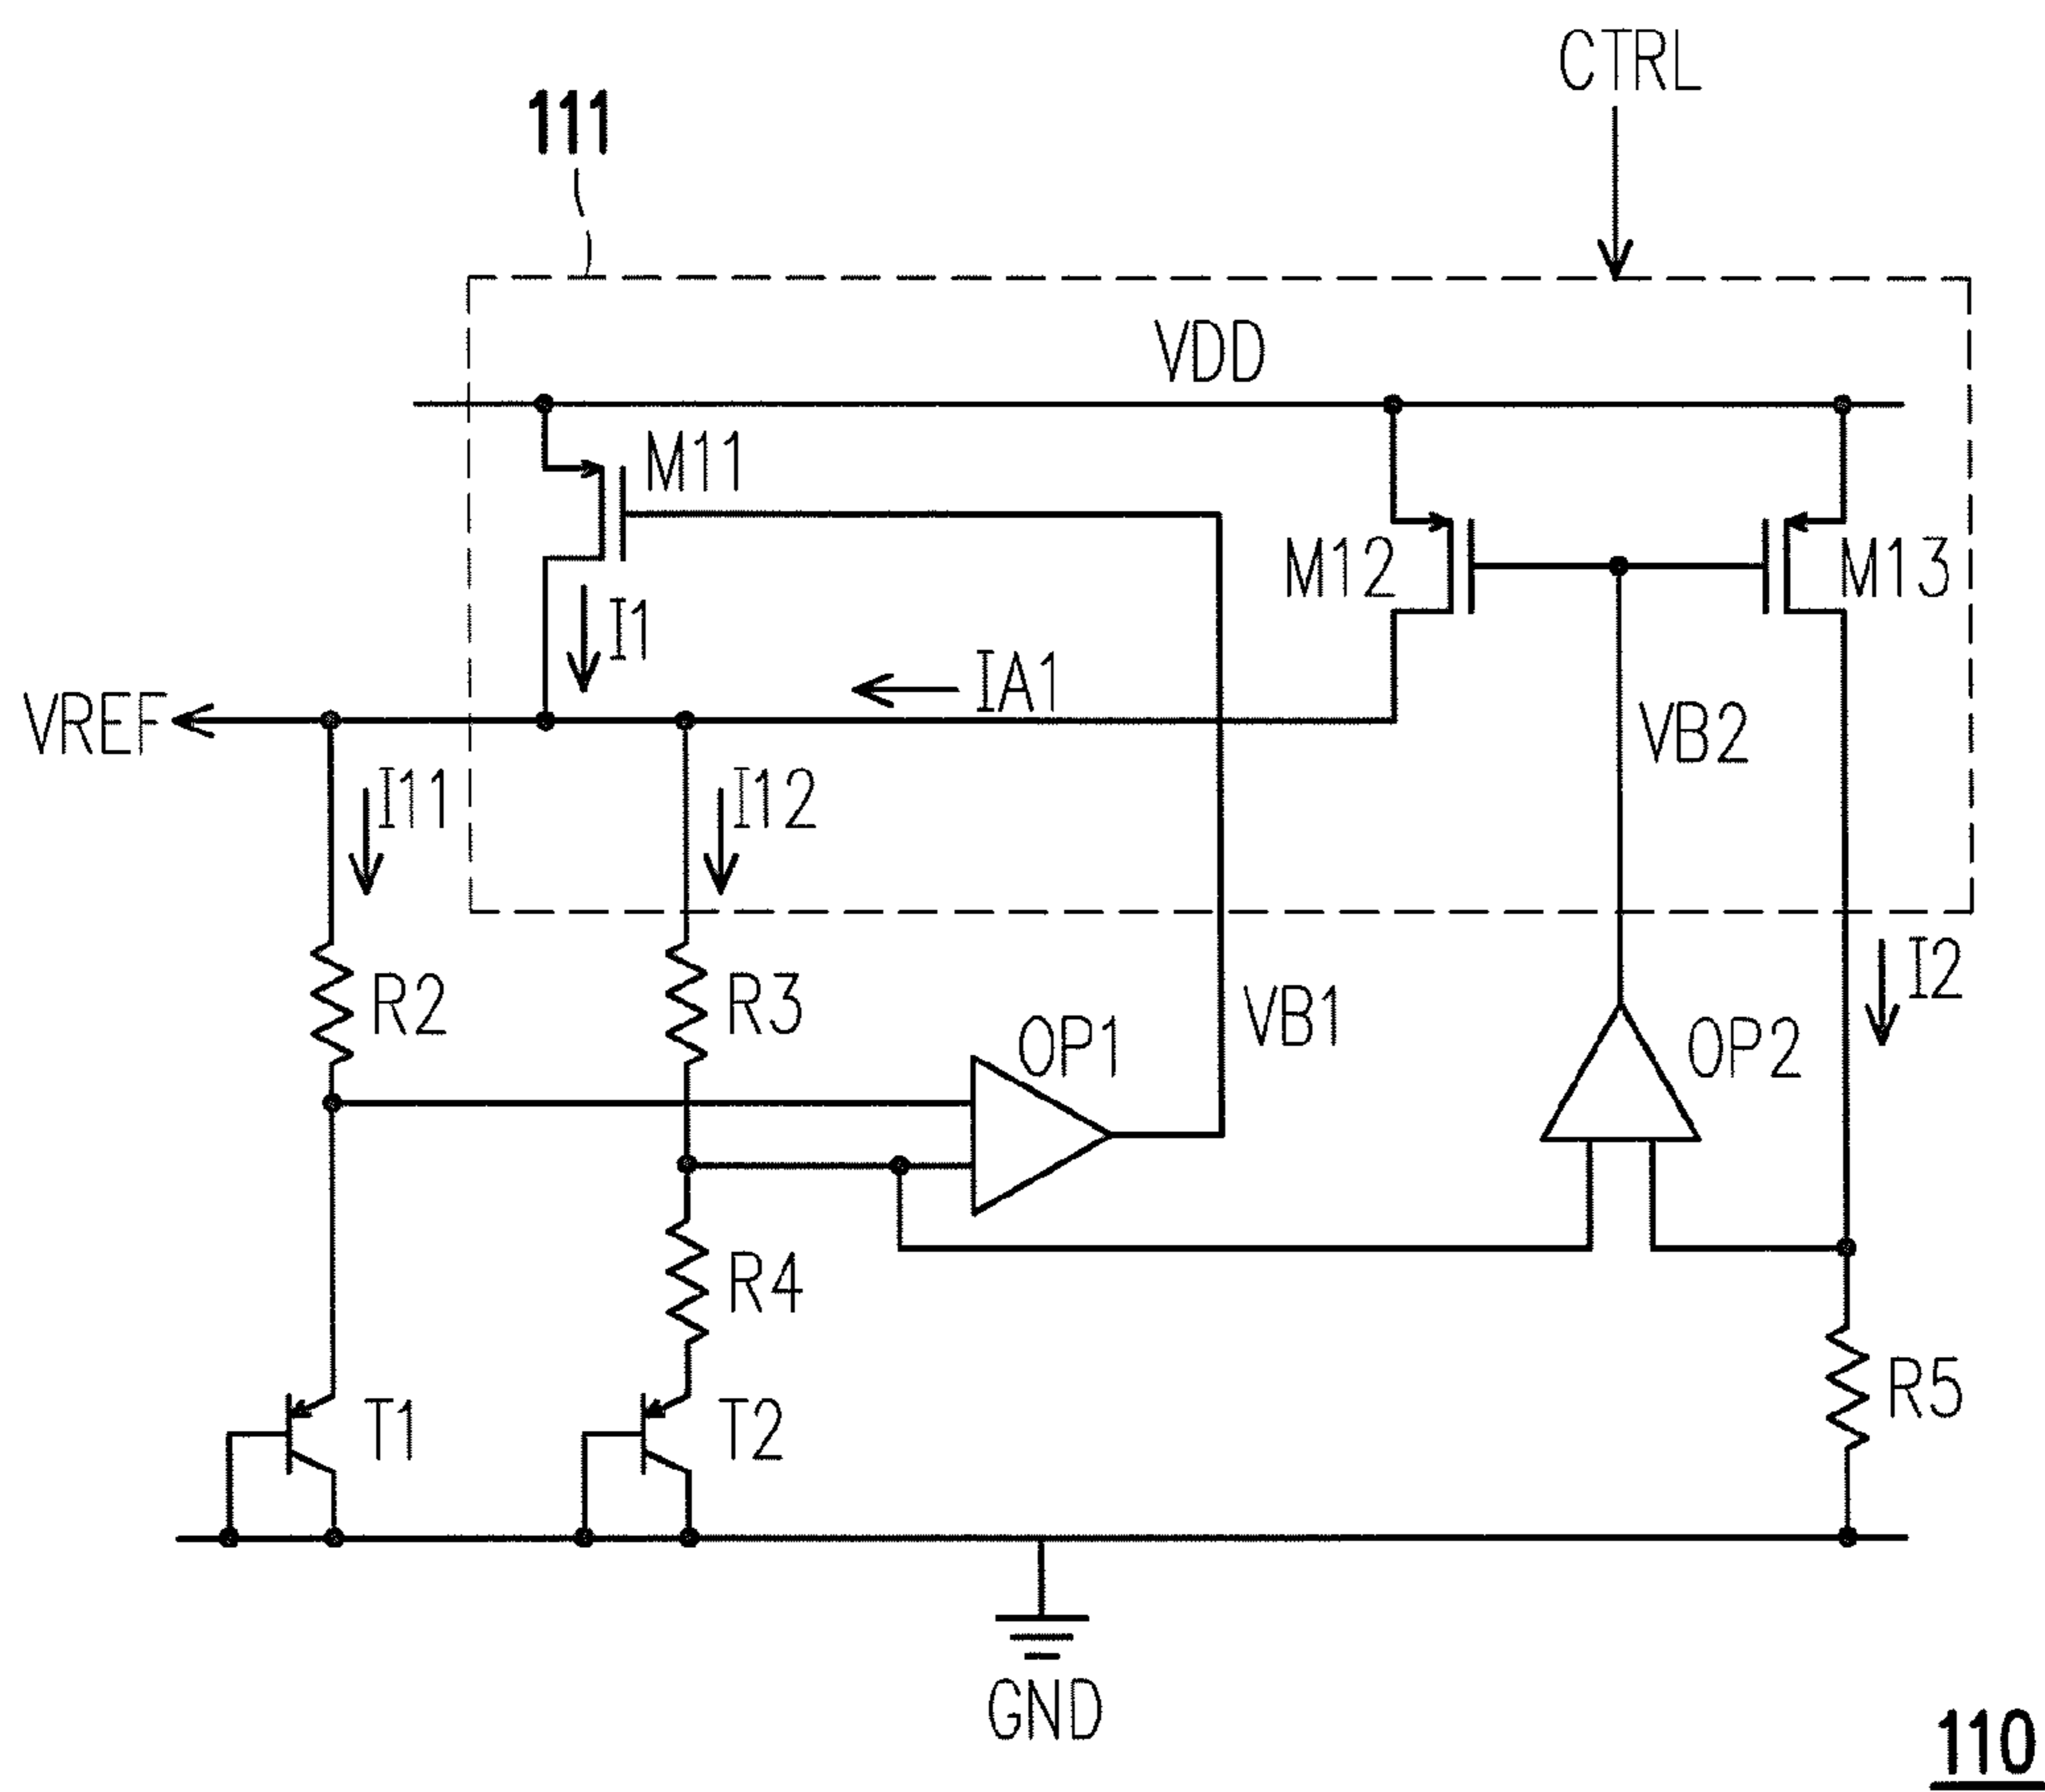 CTRL
111
VDD
M11
M12
M13
I1
IA1
VREF
VB2
I11
I12
I2
R2
R3
OP1
VB1
OP2
R4
R5
T1
T2
GND
110